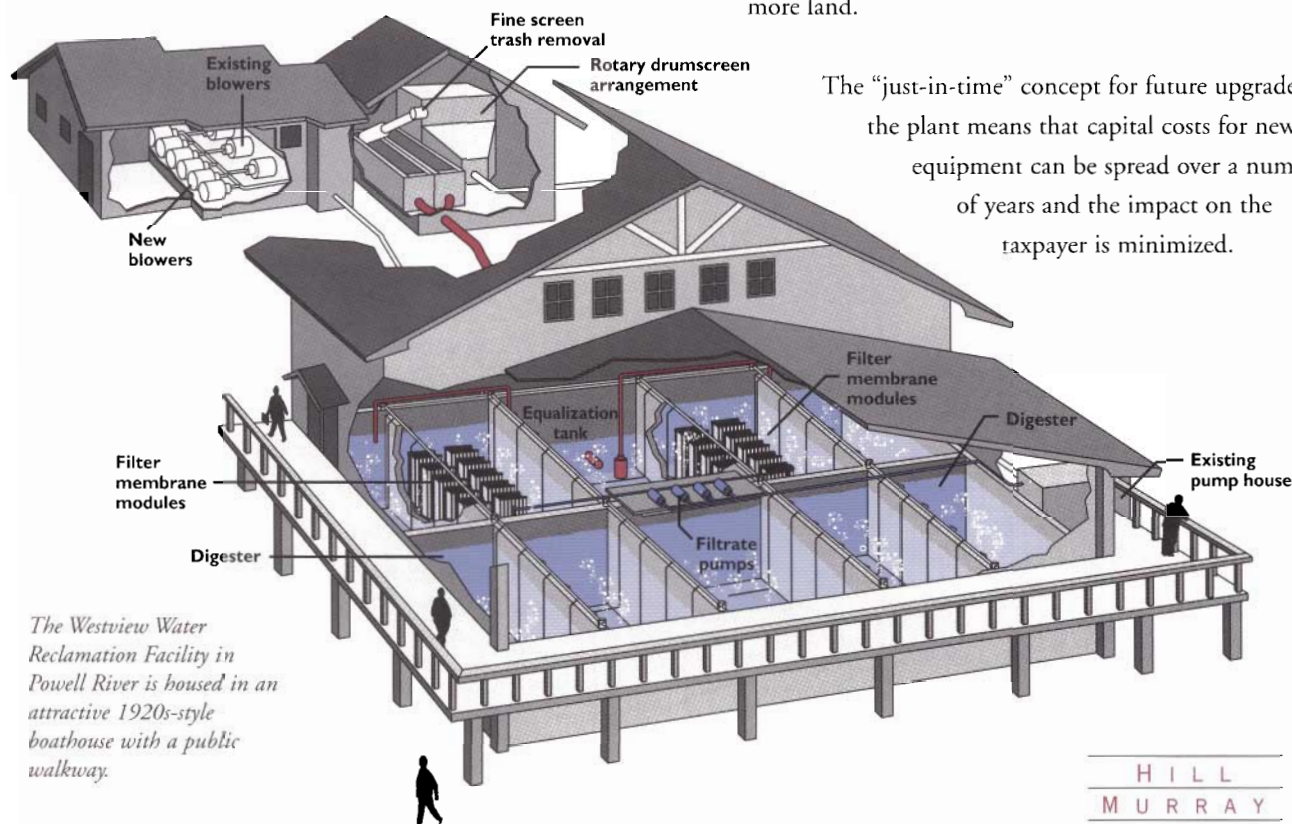 more land.
The “just-in-time” concept for future upgrade
the plant means that capital costs for new
equipment can be spread over a num
of years and the impact on the
taxpayer is minimized.
Fine screen
trash removal
Rotary drumscreen
arrangement
Existing
blowers
New
blowers
Filter
membrane
modules
Equalization
tank
Digester
Existing
pump house
Filter
membrane
modules
Digester
Filtrate
pumps
The Westview Water
Reclamation Facility in
Powell River is housed in an
attractive 1920s-style
boathouse with a public
walkway.
HILL
MURRAY